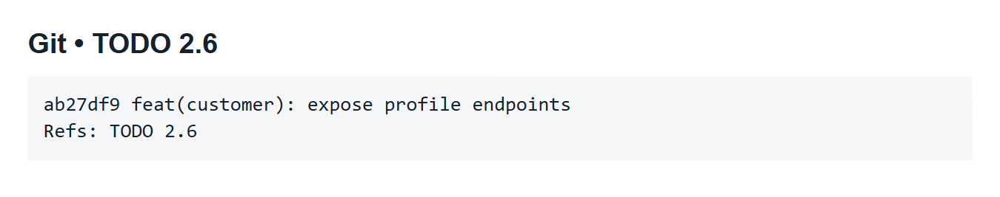 Git • TODO 2.6
ab27df9 feat(customer): expose profile endpoints
Refs: TODO 2.6